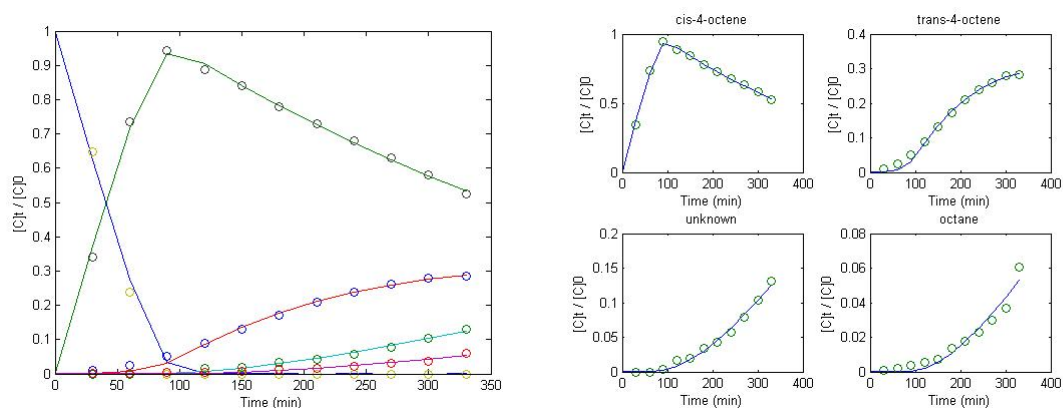 1
0.9
0.8
0.7
0.6
0.5
0.4
0.3
0.2
0.1
0
[C]t / [C]0
0 50 100 150 200 250 300 350
Time (min)
cis-4-octene
1
0.5
0
[C]t / [C]0
0 100 200 300 400
Time (min)
trans-4-octene
0.4
0.3
0.2
0.1
0
[C]t / [C]0
0 100 200 300 400
Time (min)
unknown
0.2
0.15
0.1
0.05
0
[C]t / [C]0
0 100 200 300 400
Time (min)
octane
0.08
0.06
0.04
0.02
0
[C]t / [C]0
0 100 200 300 400
Time (min)